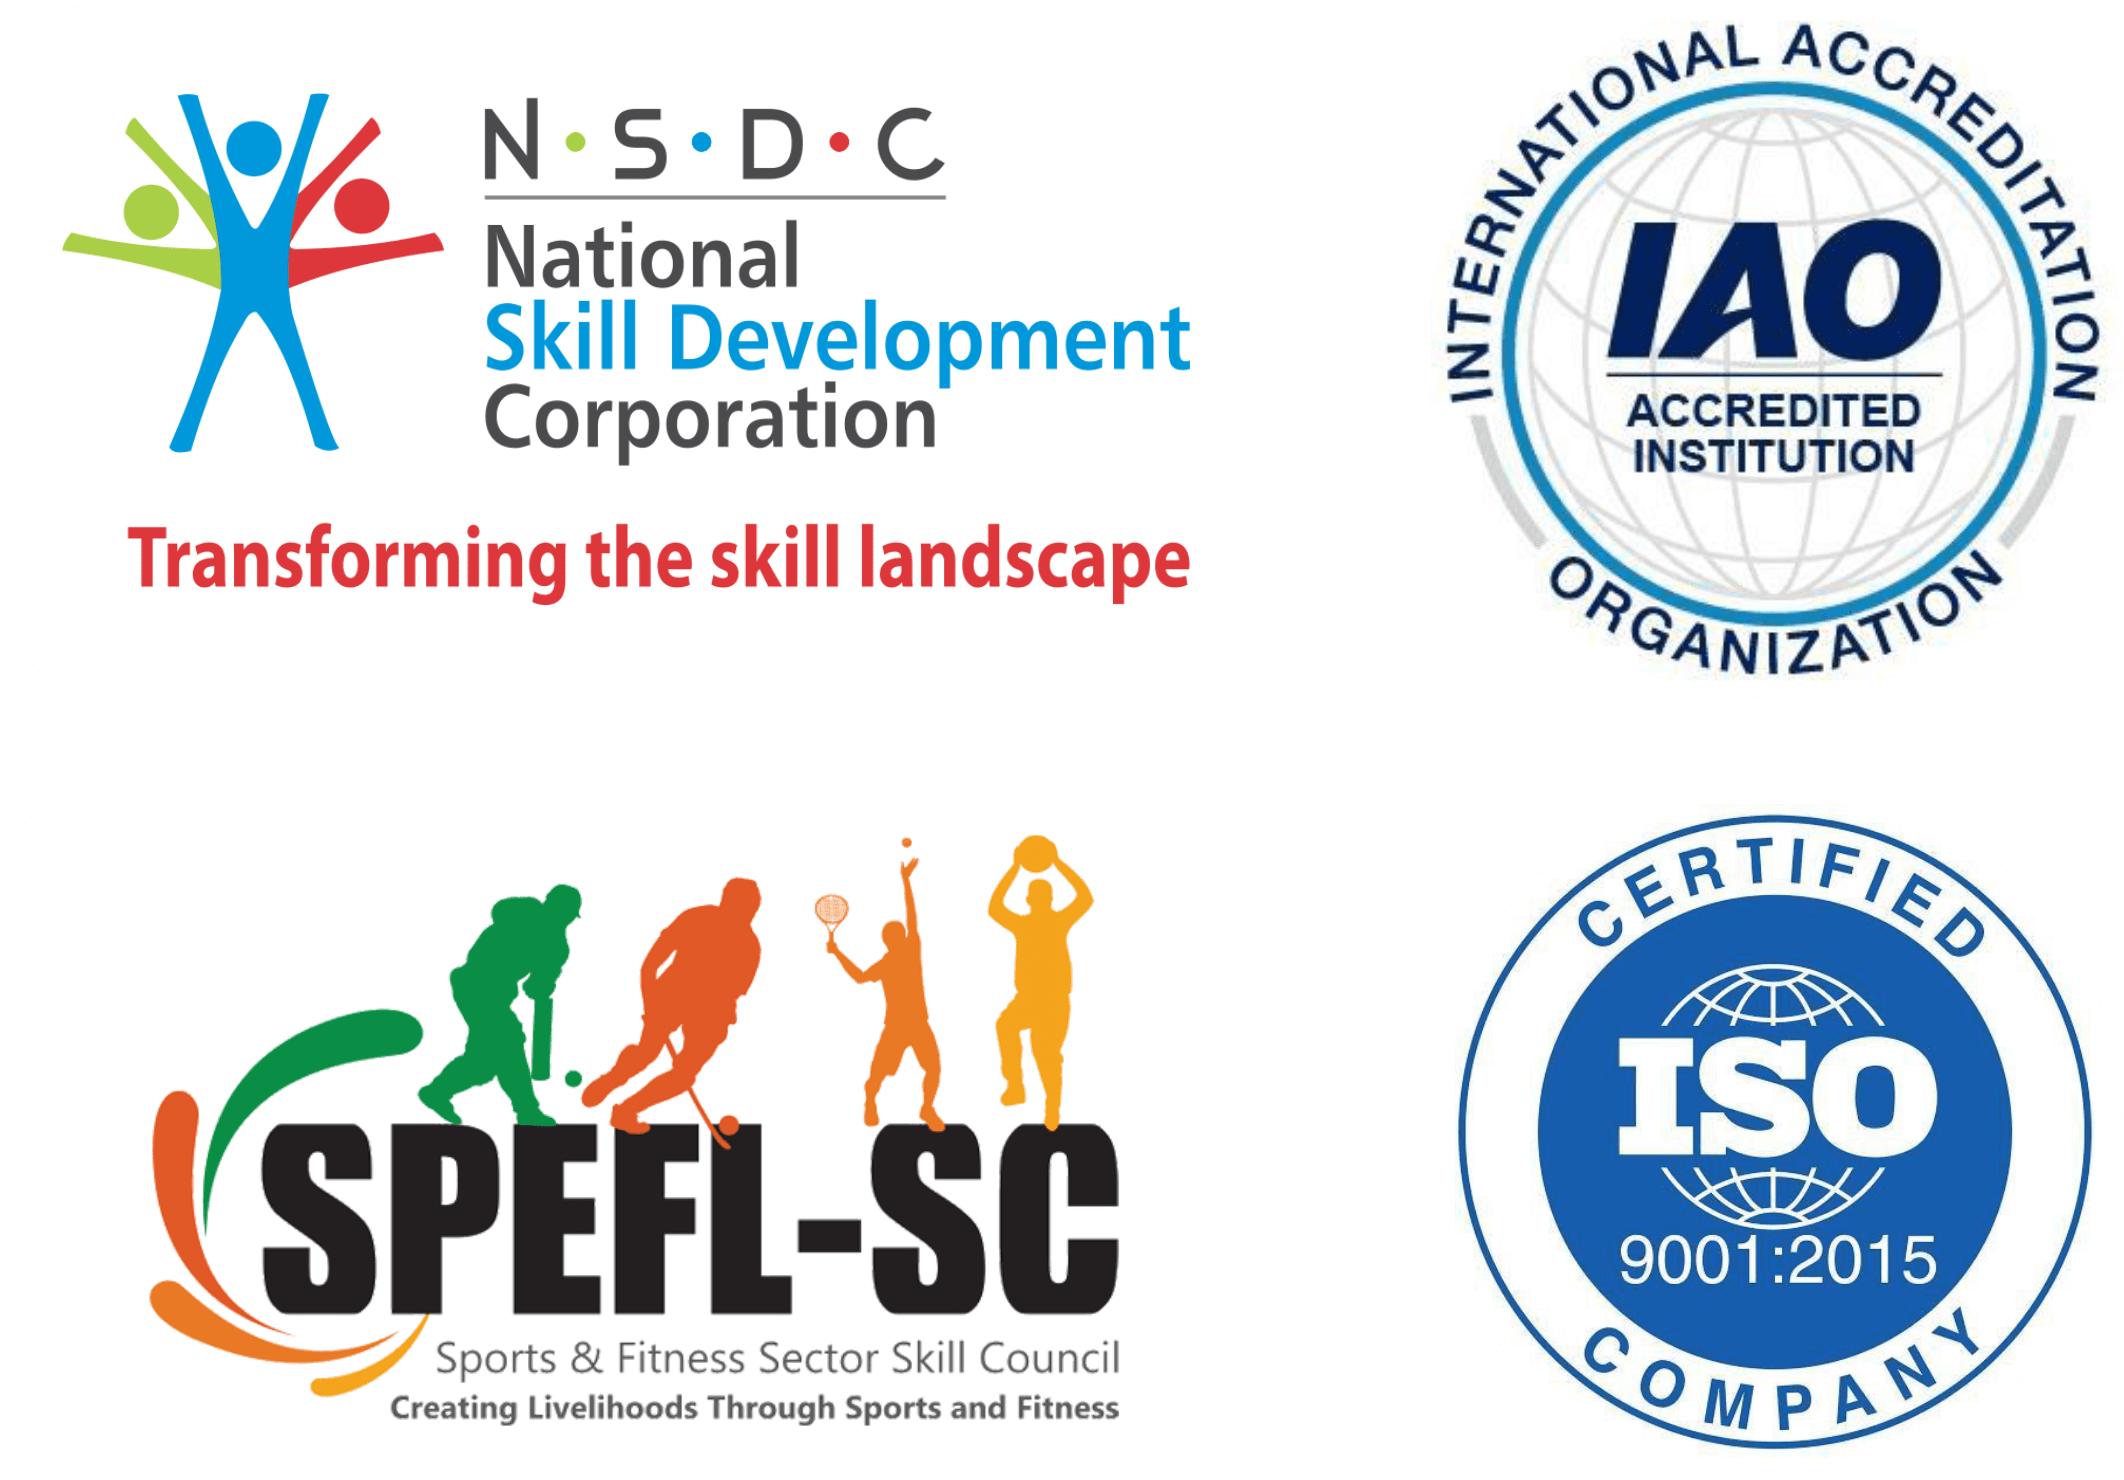 N·S·D·C
National
Skill Development
Corporation
Transforming the skill landscape
INTERNATIONAL ACCREDITATION
IAO
ACCREDITED
INSTITUTION
ORGANIZATION
SPEFL-SC
Sports & Fitness Sector Skill Council
Creating Livelihoods Through Sports and Fitness
CERTIFIED
ISO
9001:2015
COMPANY